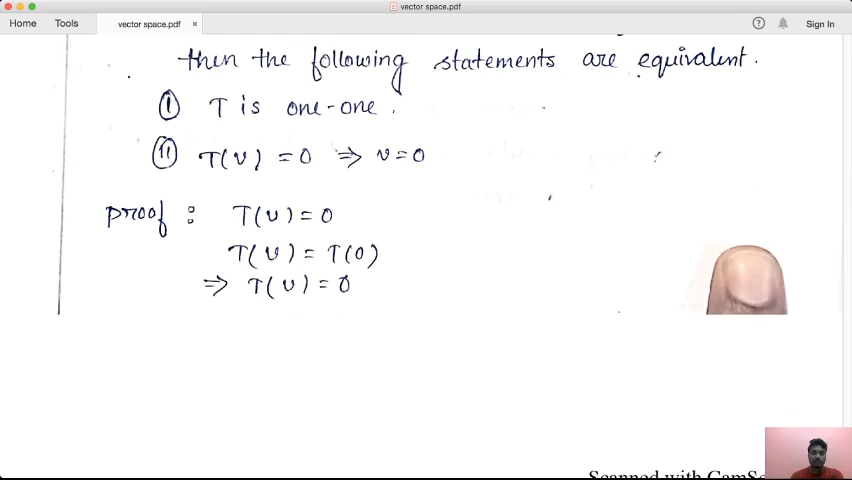 vector space.pdf
Home Tools vector space.pdf × Sign In
then the following statements are equivalent.
(I) T is one-one.
(II) T(v) = 0 ⇒ v = 0
proof : T(v) = 0
T(v) = T(0)
⇒ T(v) = 0